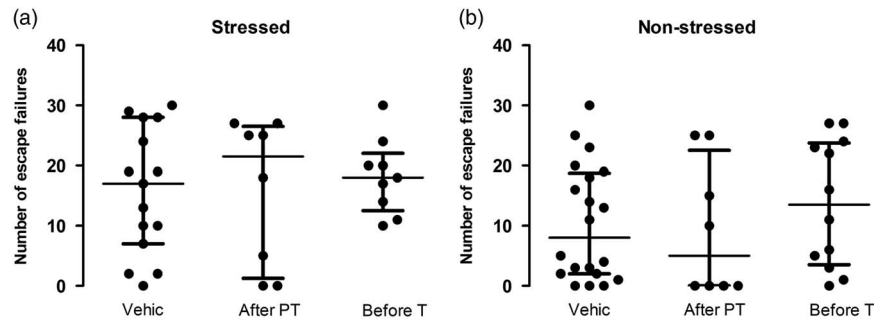 (a)
Stressed
Number of escape failures
40
30
20
10
0
Vehic
After PT
Before T
(b)
Non-stressed
Number of escape failures
40
30
20
10
0
Vehic
After PT
Before T